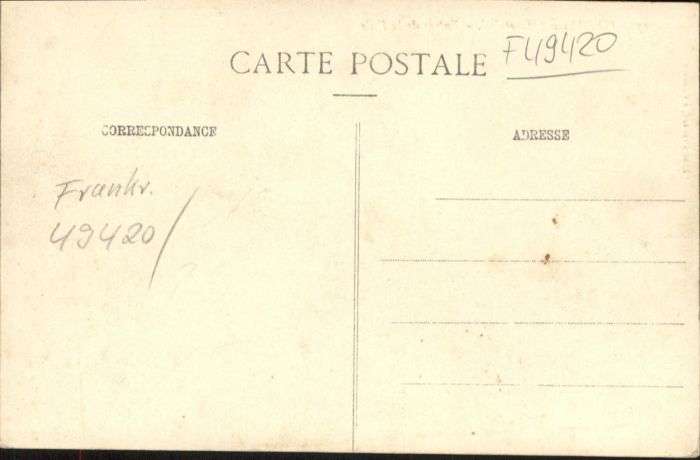 CARTE POSTALE
F49420
CORRESPONDANCE
ADRESSE
Frankr.
49420/